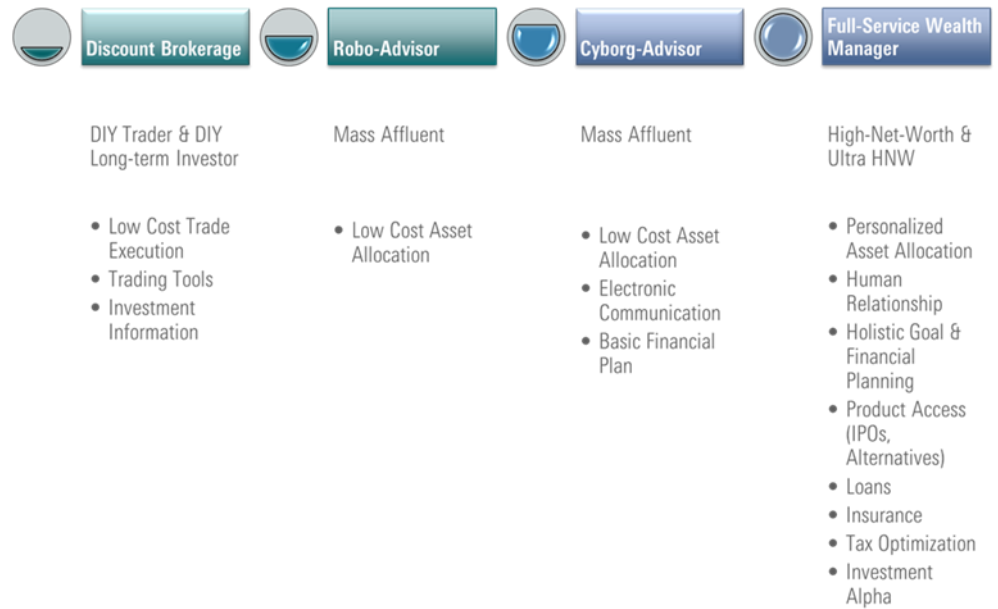 Discount Brokerage
Robo-Advisor
Cyborg-Advisor
Full-Service Wealth
Manager
DIY Trader & DIY
Long-term Investor
Mass Affluent
Mass Affluent
High-Net-Worth &
Ultra HNW
• Low Cost Trade
Execution
• Trading Tools
• Investment
Information
• Low Cost Asset
Allocation
• Low Cost Asset
Allocation
• Electronic
Communication
• Basic Financial
Plan
• Personalized
Asset Allocation
• Human
Relationship
• Holistic Goal &
Financial
Planning
• Product Access
(IPOs,
Alternatives)
• Loans
• Insurance
• Tax Optimization
• Investment
Alpha